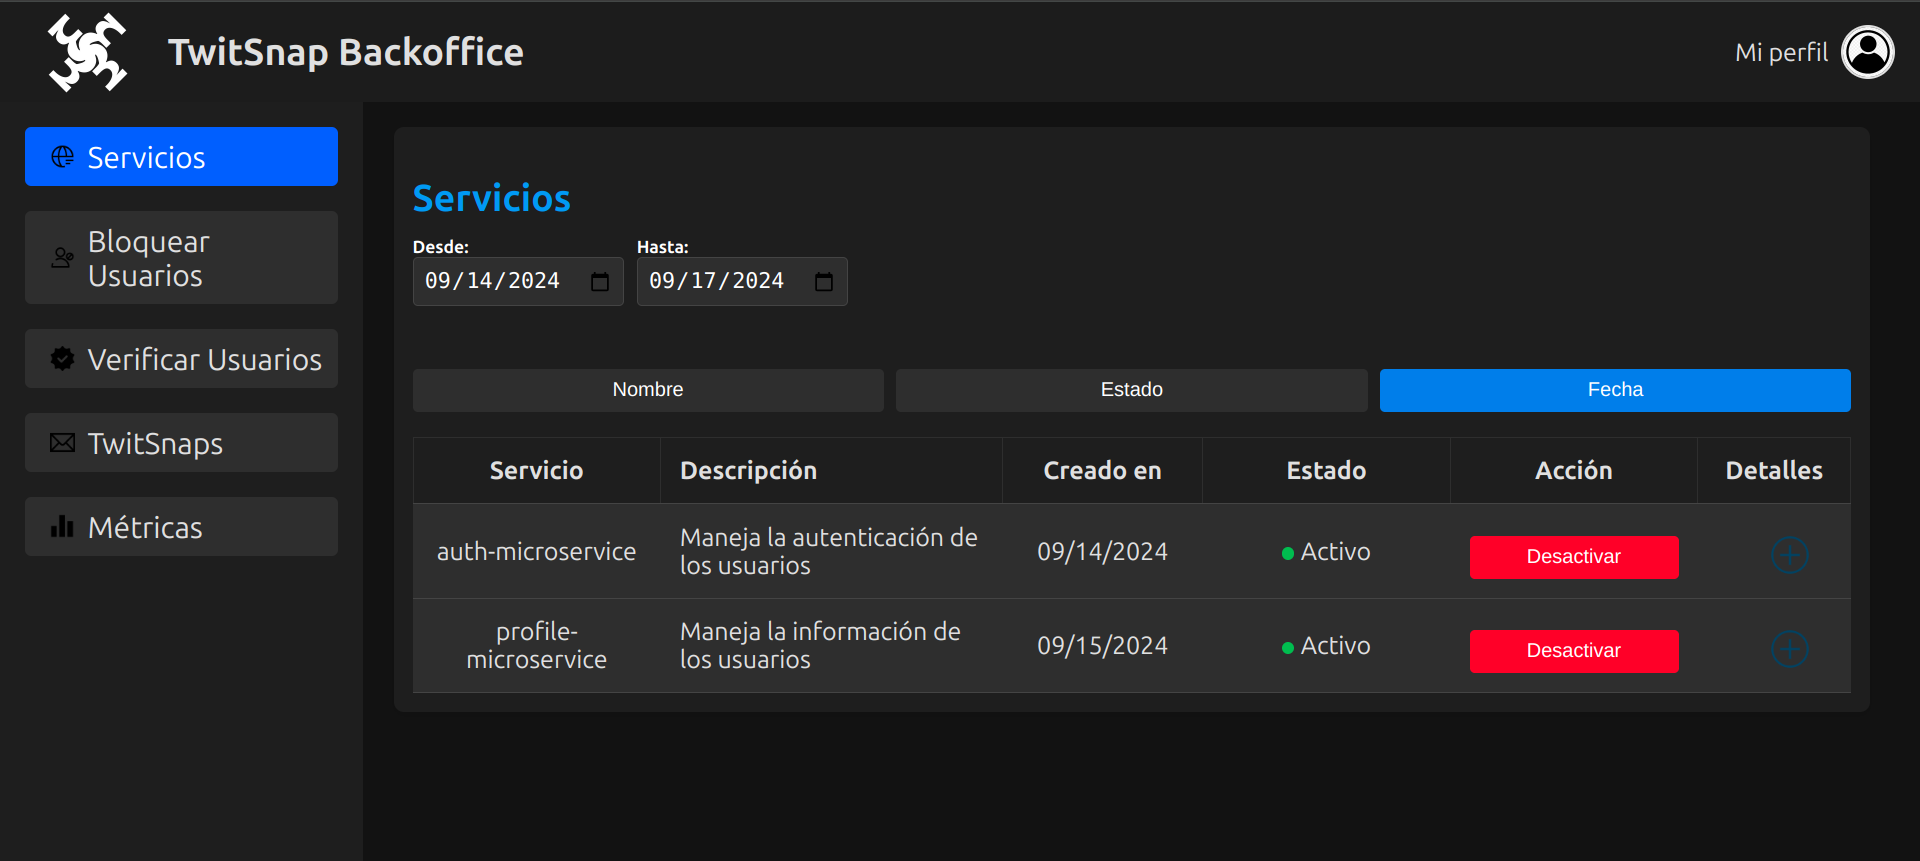 TwitSnap Backoffice
Mi perfil
Servicios
Bloquear
Usuarios
Verificar Usuarios
TwitSnaps
Métricas
Servicios
Desde: Hasta:
09/14/2024 09/17/2024
Nombre Estado Fecha
Servicio Descripción Creado en Estado Acción Detalles
auth-microservice
Maneja la autenticación de
los usuarios
09/14/2024 Activo Desactivar
profile-
microservice
Maneja la información de
los usuarios
09/15/2024 Activo Desactivar